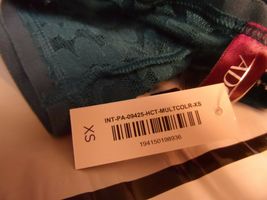 AD
XS
INT-PA-09425-HCT-MULTCOLR-XS
194150198936